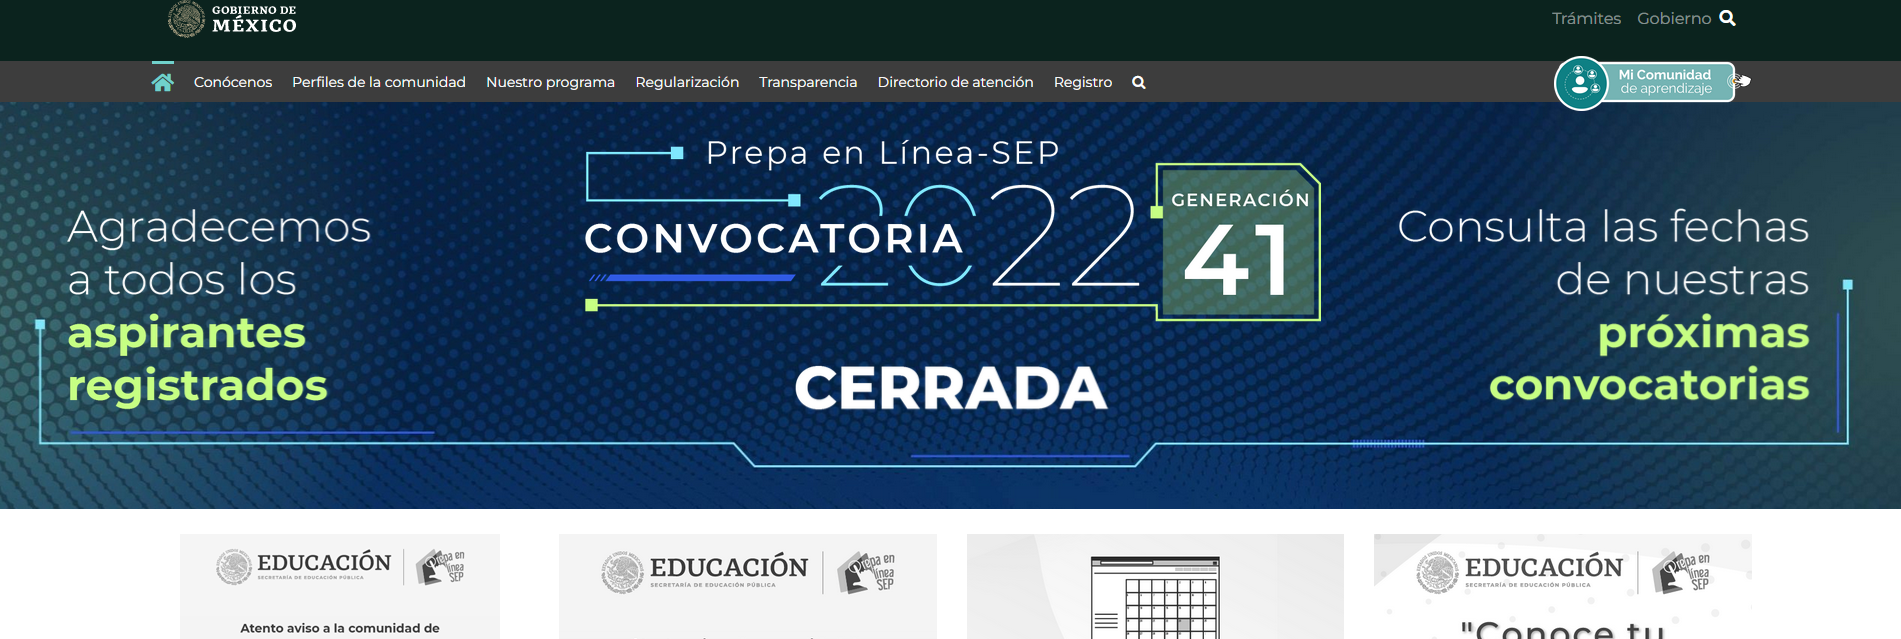 GOBIERNO DE
MÉXICO
Trámites Gobierno
Conócenos Perfiles de la comunidad Nuestro programa Regularización Transparencia Directorio de atención Registro
Mi Comunidad
de aprendizaje
Agradecemos
a todos los
aspirantes
registrados
Prepa en Línea-SEP
CONVOCATORIA 2022
GENERACIÓN
41
CERRADA
Consulta las fechas
de nuestras
próximas
convocatorias
EDUCACIÓN
SECRETARÍA DE EDUCACIÓN PÚBLICA
Prepa en
línea
SEP
Atento aviso a la comunidad de
EDUCACIÓN
SECRETARÍA DE EDUCACIÓN PÚBLICA
Prepa en
línea
SEP
EDUCACIÓN
SECRETARÍA DE EDUCACIÓN PÚBLICA
Prepa en
línea
SEP
"Conoce tu